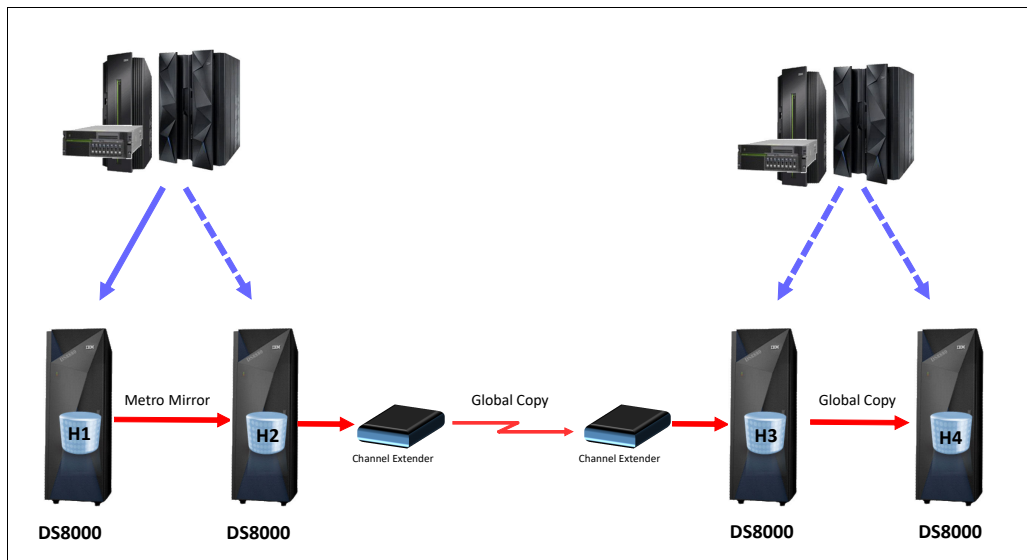 H1
Metro Mirror
H2
Channel Extender
Global Copy
Channel Extender
H3
Global Copy
H4
DS8000
DS8000
DS8000
DS8000